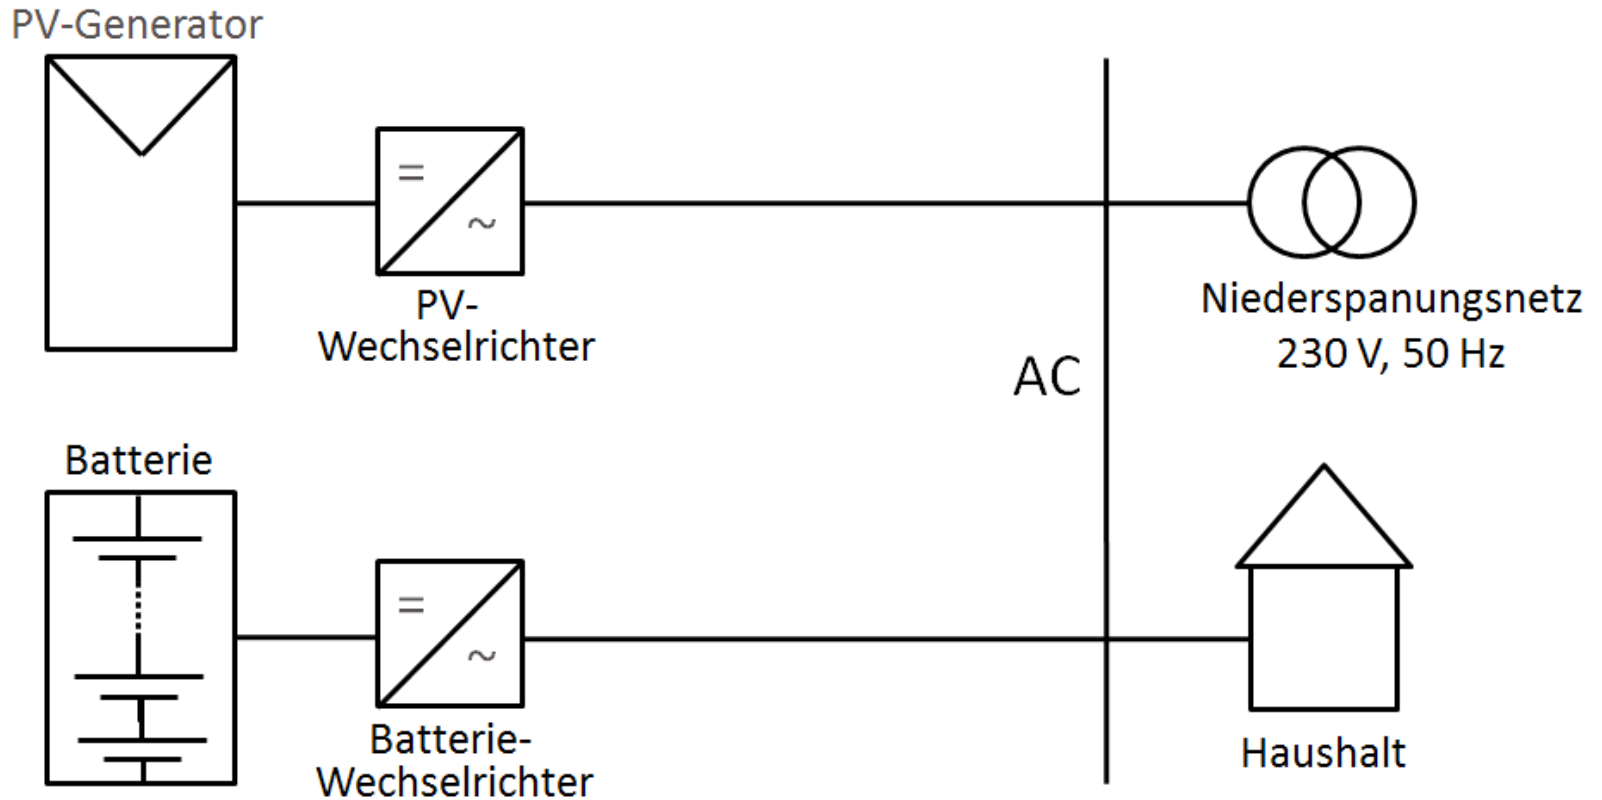 PV-Generator
=
~
PV-
Wechselrichter
Niederspanungsnetz
230 V, 50 Hz
AC
Batterie
=
~
Batterie-
Wechselrichter
Haushalt